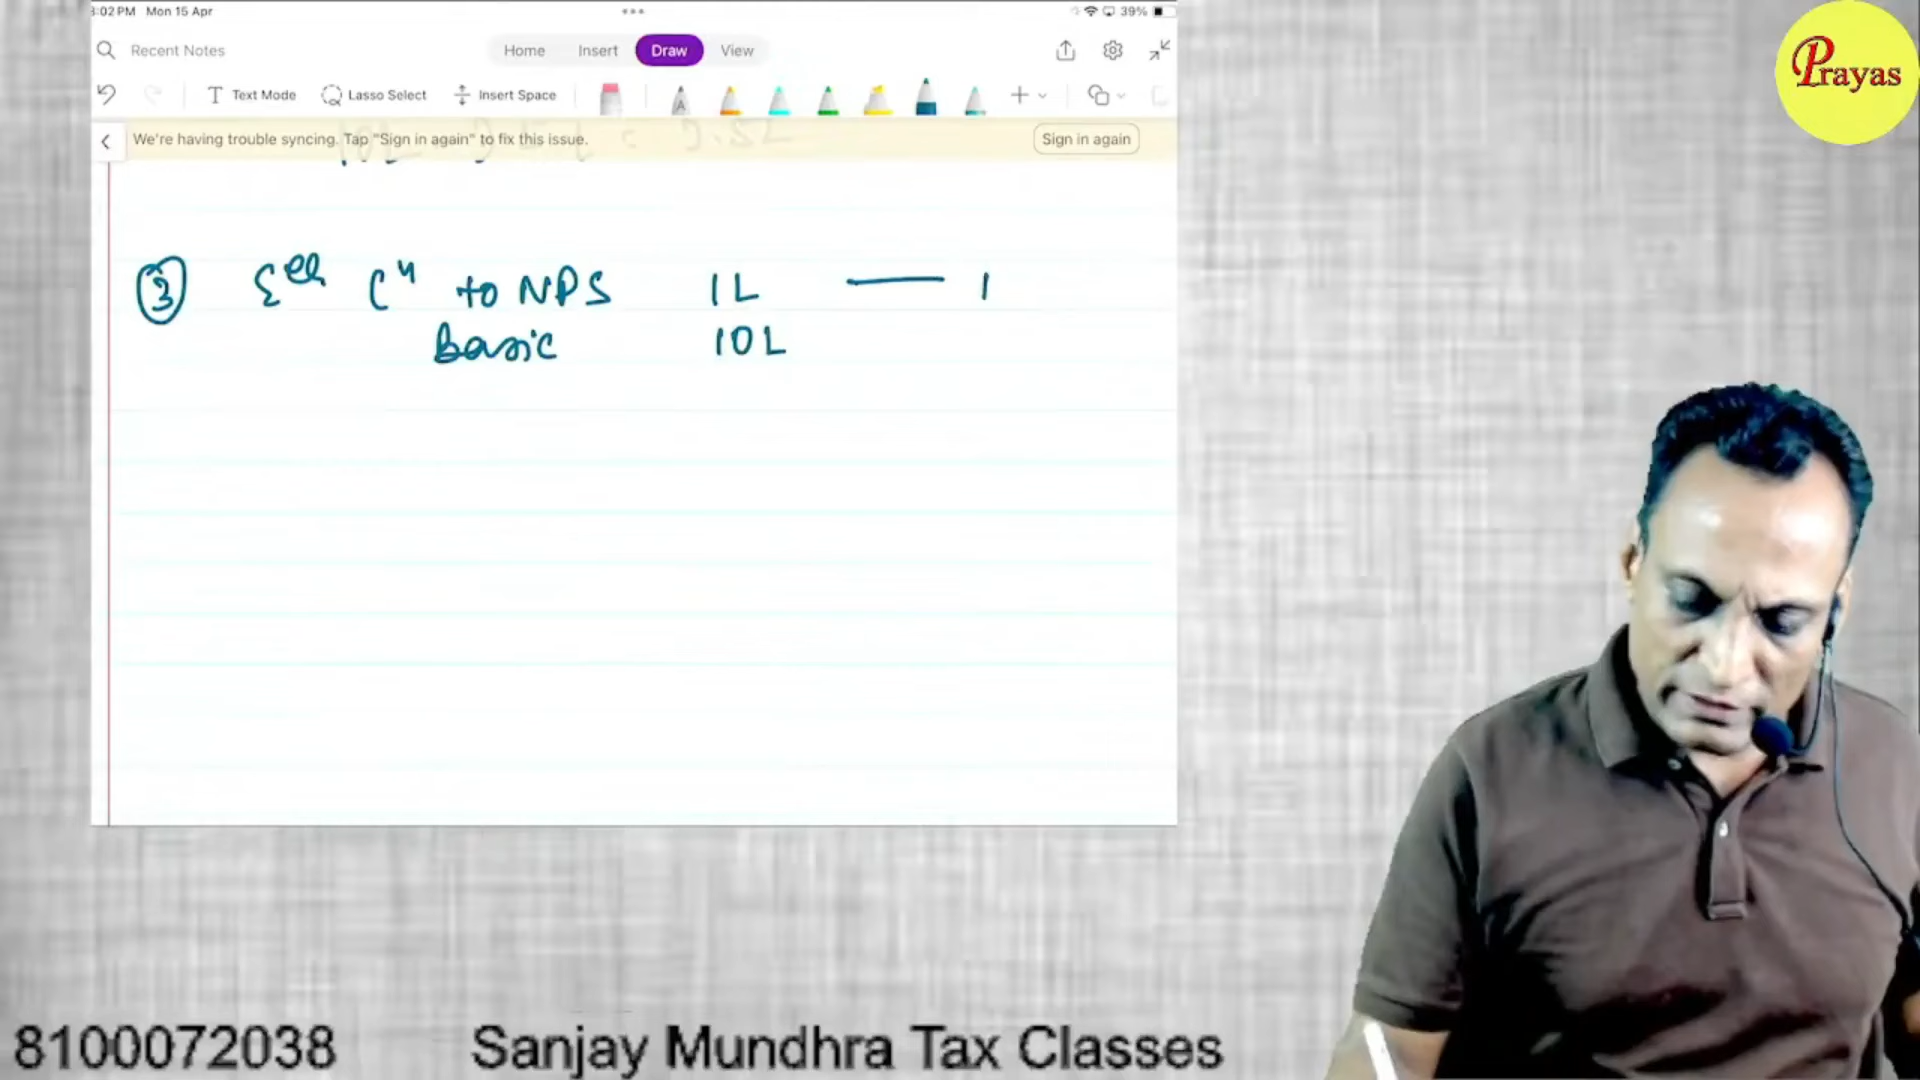 3:02 PM Mon 15 Apr
39%
Prayas
Recent Notes
Home Insert Draw View
Text Mode Lasso Select Insert Space
We're having trouble syncing. Tap "Sign in again" to fix this issue.
Sign in again
③ to NPS 1L — 1
Basic 10L
8100072038 Sanjay Mundhra Tax Classes